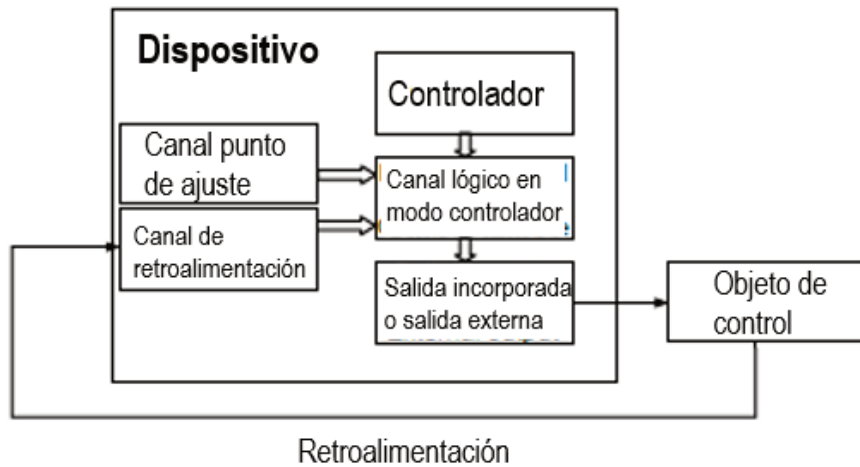 Dispositivo
Controlador
Canal punto
de ajuste
Canal lógico en
modo controlador
Canal de
retroalimentación
Salida incorporada
o salida externa
Objeto de
control
Retroalimentación